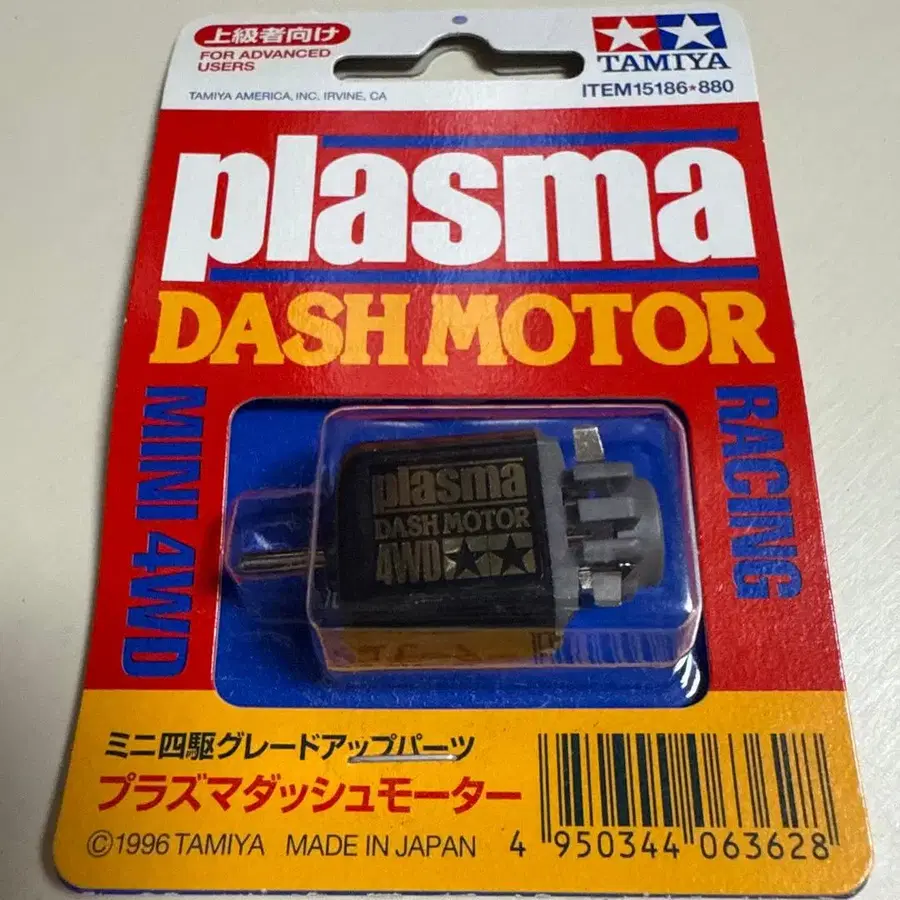 上級者向け
FOR ADVANCED
USERS
TAMIYA AMERICA, INC. IRVINE, CA
TAMIYA
ITEM15186★880
plasma
DASH MOTOR
MINI 4WD
RACING
plasma
DASH MOTOR
4WD
ミニ四駆グレードアップパーツ
プラズマダッシュモーター
©1996 TAMIYA MADE IN JAPAN
4 950344 063628